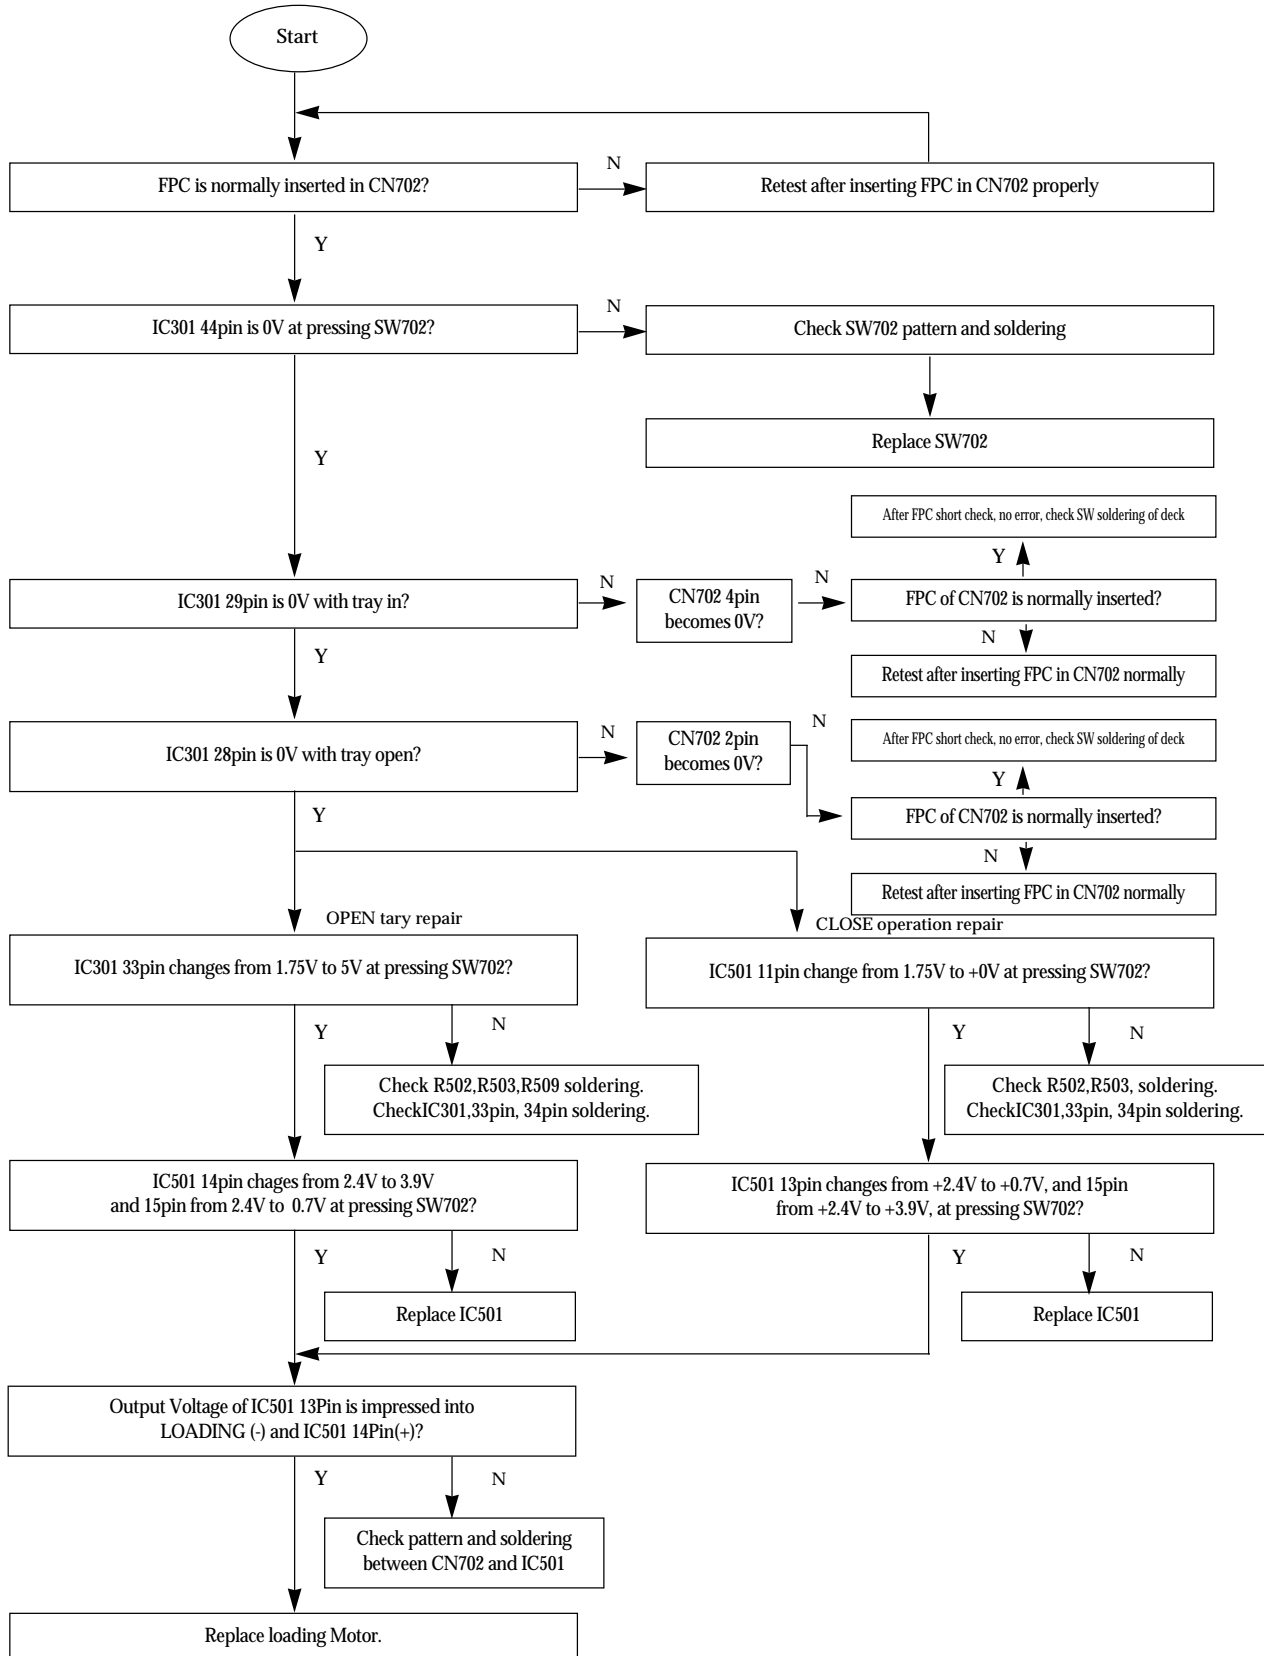 Start
N
FPC is normally inserted in CN702?
Retest after inserting FPC in CN702 properly
Y
N
IC301 44pin is 0V at pressing SW702?
Check SW702 pattern and soldering
Replace SW702
Y
After FPC short check, no error, check SW soldering of deck
Y
N
N
IC301 29pin is 0V with tray in?
CN702 4pin
becomes 0V?
FPC of CN702 is normally inserted?
N
Y
Retest after inserting FPC in CN702 normally
N
N
IC301 28pin is 0V with tray open?
CN702 2pin
becomes 0V?
After FPC short check, no error, check SW soldering of deck
Y
FPC of CN702 is normally inserted?
Y
N
Retest after inserting FPC in CN702 normally
OPEN tary repair
CLOSE operation repair
IC301 33pin changes from 1.75V to 5V at pressing SW702?
IC501 11pin change from 1.75V to +0V at pressing SW702?
Y
N
Y
N
Check R502,R503,R509 soldering.
CheckIC301,33pin, 34pin soldering.
Check R502,R503, soldering.
CheckIC301,33pin, 34pin soldering.
IC501 14pin chages from 2.4V to 3.9V
and 15pin from 2.4V to 0.7V at pressing SW702?
IC501 13pin changes from +2.4V to +0.7V, and 15pin
from +2.4V to +3.9V, at pressing SW702?
Y
N
Y
N
Replace IC501
Replace IC501
Output Voltage of IC501 13Pin is impressed into
LOADING (-) and IC501 14Pin(+)?
Y
N
Check pattern and soldering
between CN702 and IC501
Replace loading Motor.